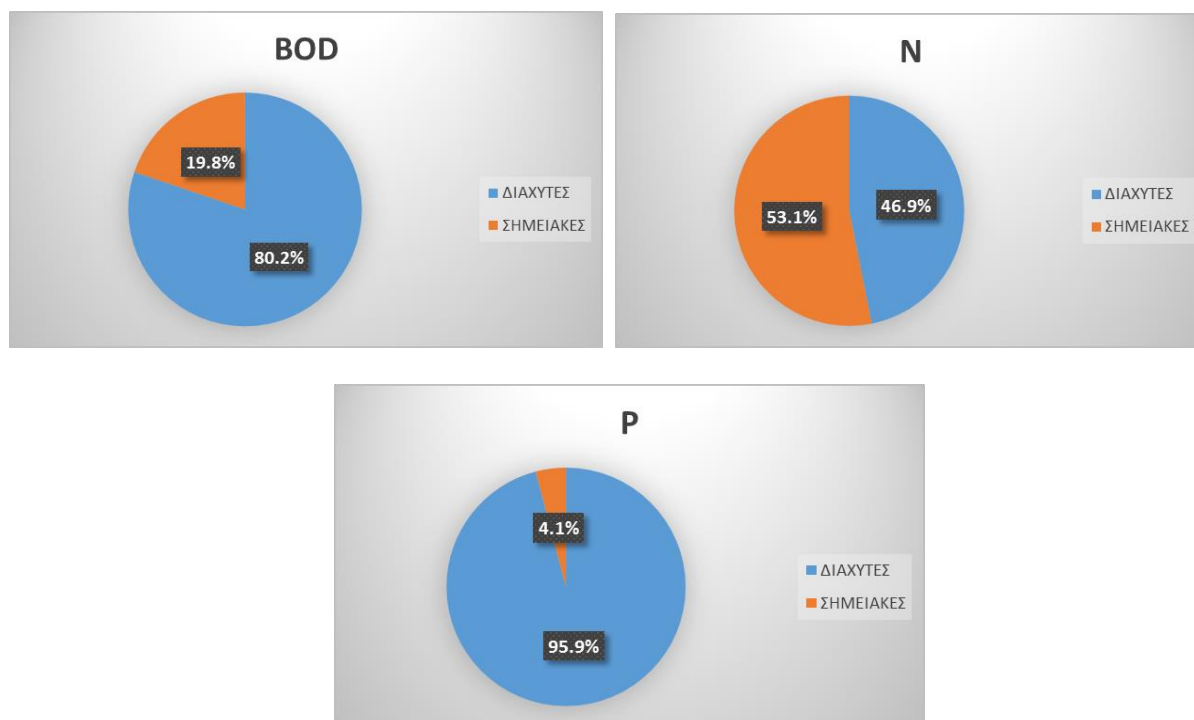 BOD
19.8%
80.2%
ΔΙΑΧΥΤΕΣ
ΣΗΜΕΙΑΚΕΣ
N
53.1%
46.9%
ΔΙΑΧΥΤΕΣ
ΣΗΜΕΙΑΚΕΣ
P
4.1%
95.9%
ΔΙΑΧΥΤΕΣ
ΣΗΜΕΙΑΚΕΣ